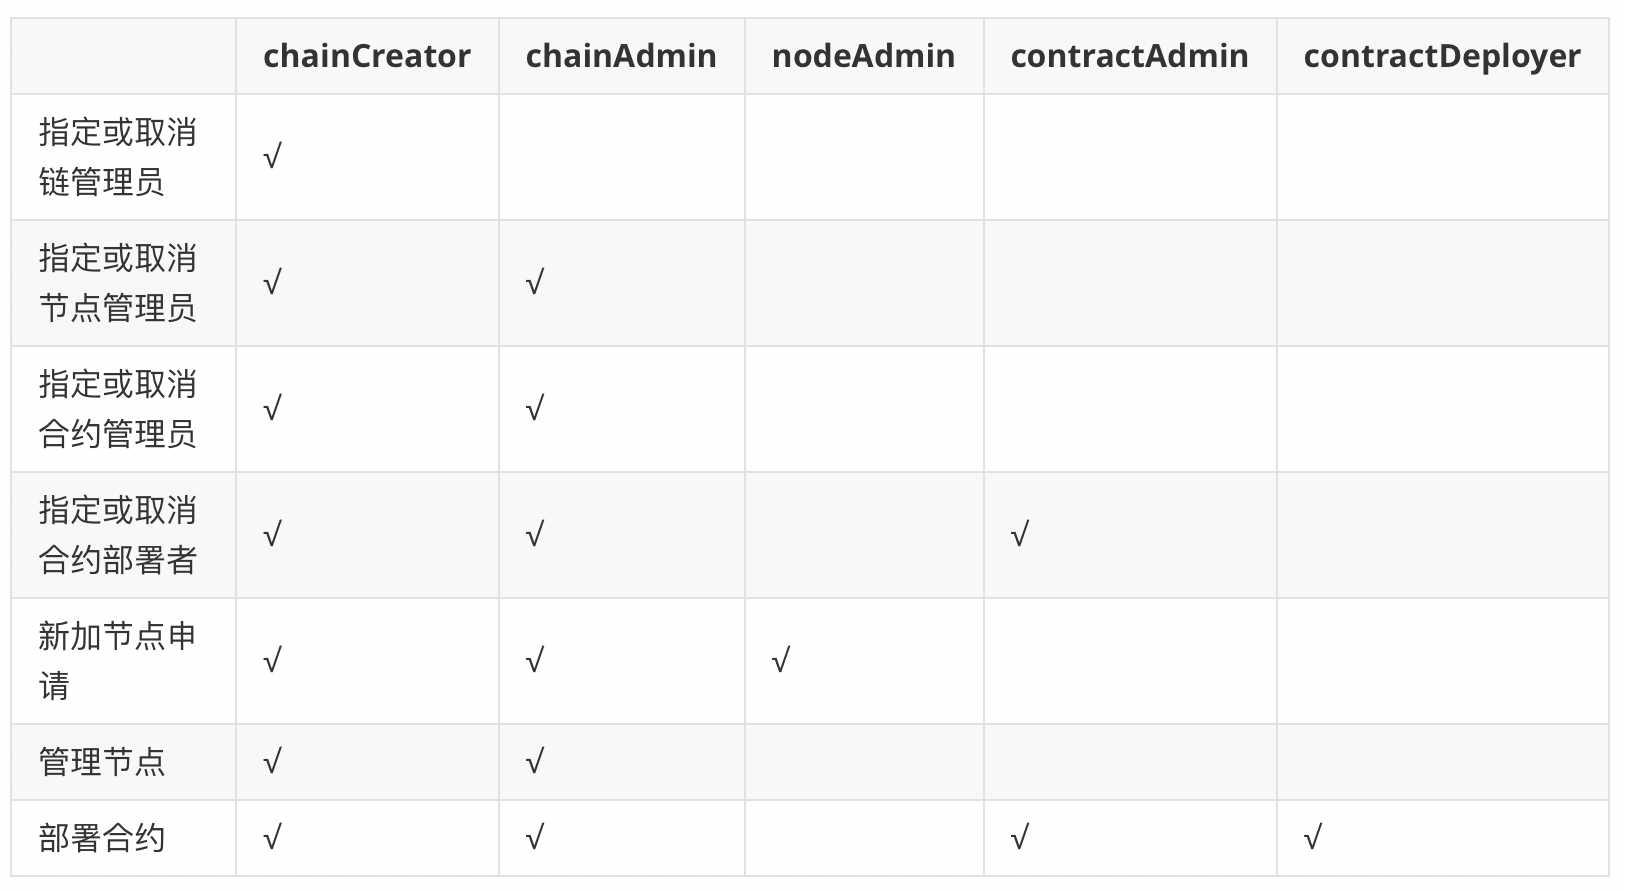 chainCreator chainAdmin nodeAdmin contractAdmin contractDeployer
指定或取消
链管理员
√
指定或取消
节点管理员
√ √
指定或取消
合约管理员
√ √
指定或取消
合约部署者
√ √ √
新加节点申
请
√ √ √
管理节点 √ √
部署合约 √ √ √ √